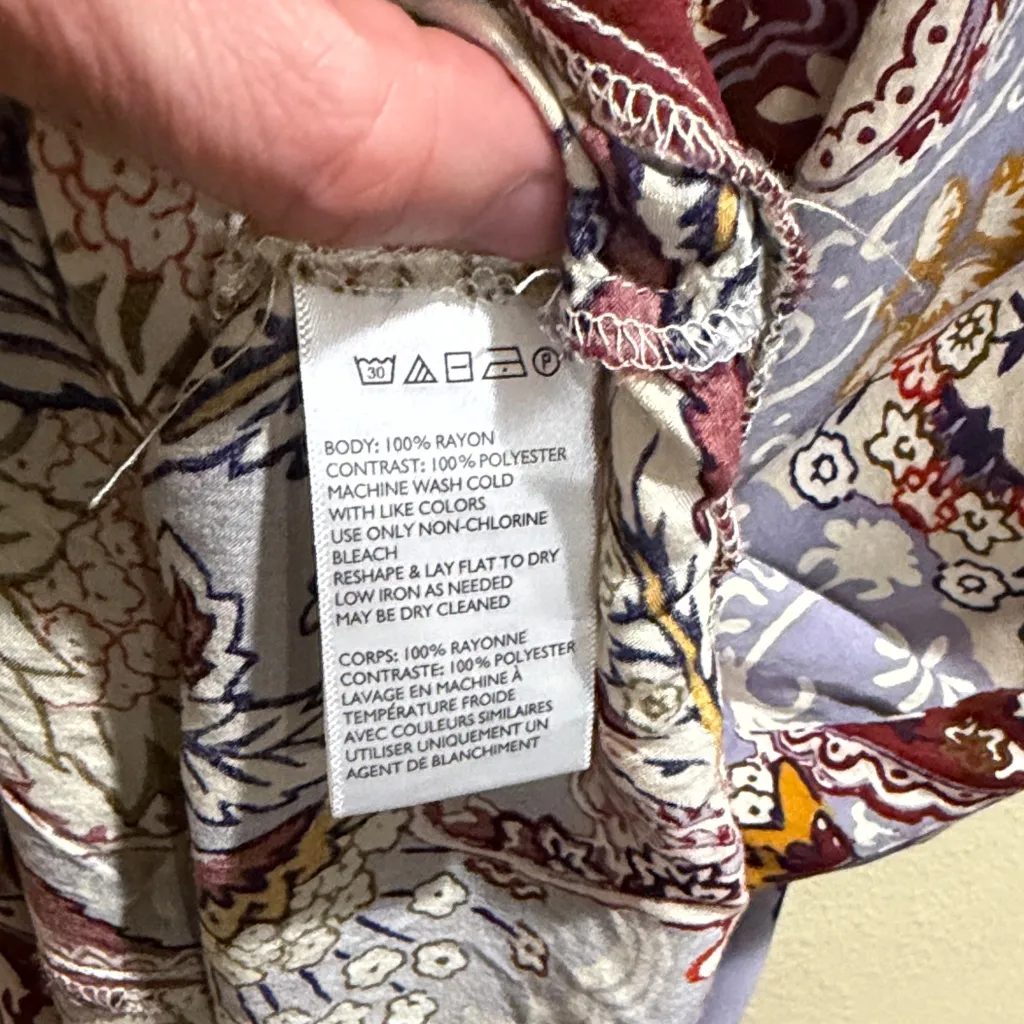 30 P
BODY: 100% RAYON
CONTRAST: 100% POLYESTER
MACHINE WASH COLD
WITH LIKE COLORS
USE ONLY NON-CHLORINE
BLEACH
RESHAPE & LAY FLAT TO DRY
LOW IRON AS NEEDED
MAY BE DRY CLEANED
CORPS: 100% RAYONNE
CONTRASTE: 100% POLYESTER
LAVAGE EN MACHINE À
TEMPÉRATURE FROIDE
AVEC COULEURS SIMILAIRES
UTILISER UNIQUEMENT UN
AGENT DE BLANCHIMENT